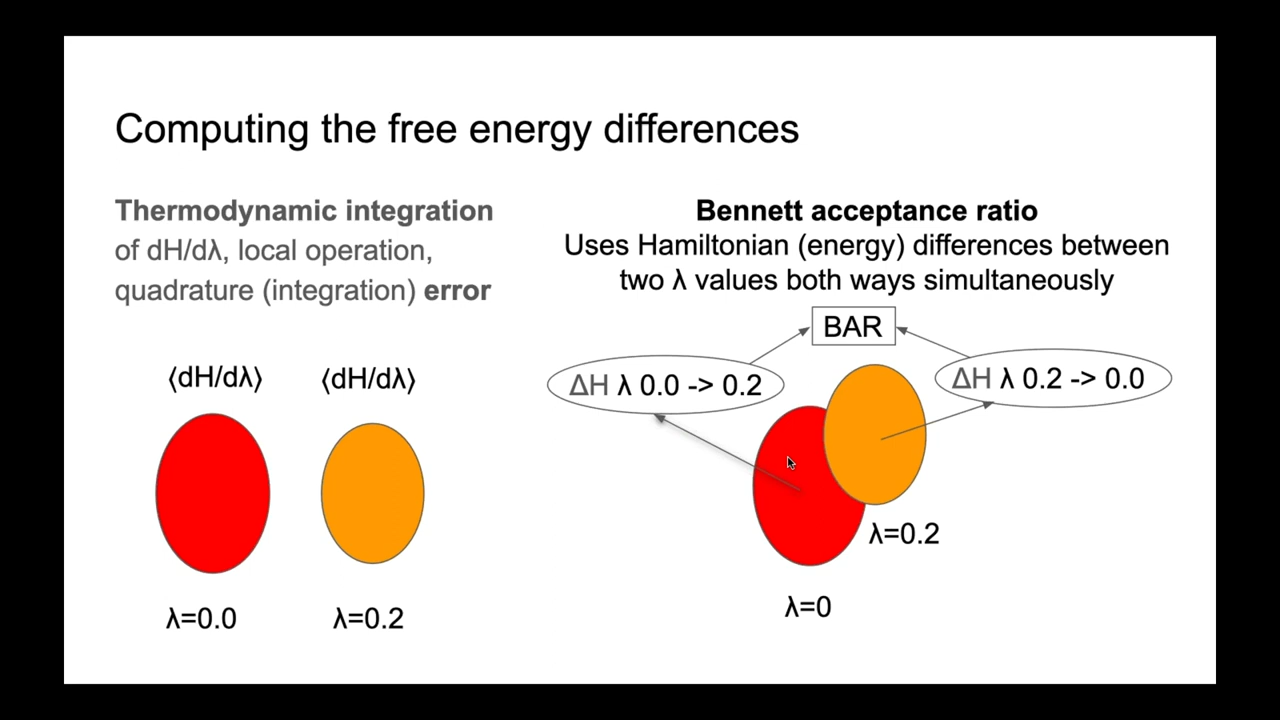 Computing the free energy differences
Thermodynamic integration
of dH/dλ, local operation,
quadrature (integration) error
⟨dH/dλ⟩
⟨dH/dλ⟩
λ=0.0
λ=0.2
Bennett acceptance ratio
Uses Hamiltonian (energy) differences between
two λ values both ways simultaneously
BAR
ΔH λ 0.0 -> 0.2
ΔH λ 0.2 -> 0.0
λ=0.2
λ=0